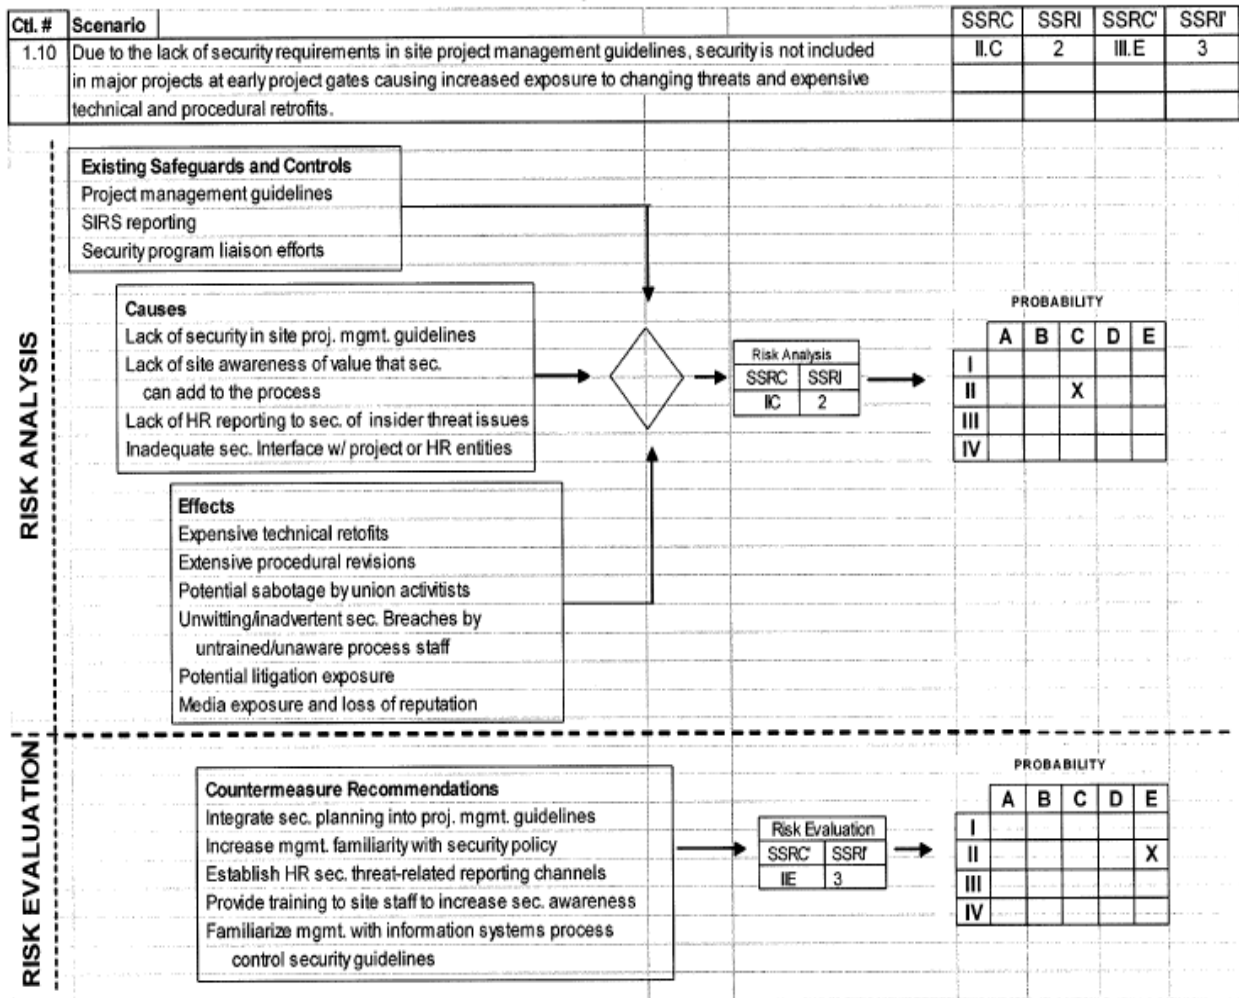 Ctl. # Scenario SSRC SSRI SSRC' SSRI'
1.10 Due to the lack of security requirements in site project management guidelines, security is not included II.C 2 III.E 3
in major projects at early project gates causing increased exposure to changing threats and expensive
technical and procedural retrofits.
RISK ANALYSIS
Existing Safeguards and Controls
Project management guidelines
SIRS reporting
Security program liaison efforts
Causes
Lack of security in site proj. mgmt. guidelines
Lack of site awareness of value that sec.
can add to the process
Lack of HR reporting to sec. of insider threat issues
Inadequate sec. Interface w/ project or HR entities
Risk Analysis
SSRC SSRI
IIC 2
PROBABILITY
A B C D E
I
II X
III
IV
Effects
Expensive technical retofits
Extensive procedural revisions
Potential sabotage by union activitists
Unwitting/inadvertent sec. Breaches by
untrained/unaware process staff
Potential litigation exposure
Media exposure and loss of reputation
RISK EVALUATION
Countermeasure Recommendations
Integrate sec. planning into proj. mgmt. guidelines
Increase mgmt. familiarity with security policy
Establish HR sec. threat-related reporting channels
Provide training to site staff to increase sec. awareness
Familiarize mgmt. with information systems process
control security guidelines
Risk Evaluation
SSRC' SSRI'
IIE 3
PROBABILITY
A B C D E
I
II X
III
IV